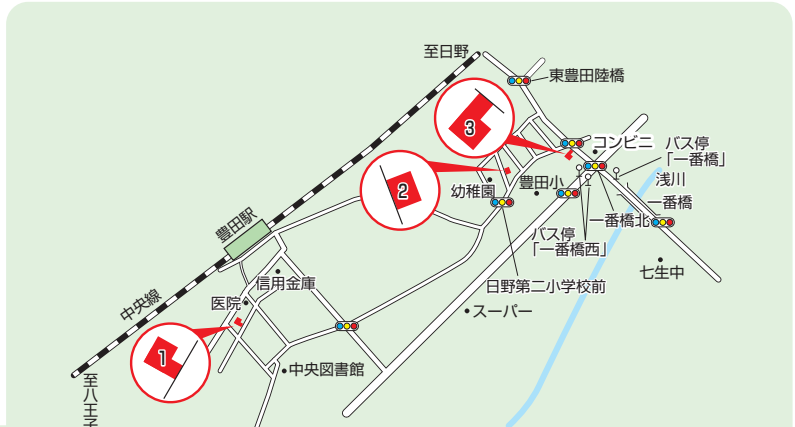 至日野
東豊田陸橋
3
コンビニ
バス停
「一番橋」
2
幼稚園
豊田小
浅川
一番橋
一番橋北
バス停
「一番橋西」
豊田駅
七生中
信用金庫
日野第二小学校前
中央線
医院
スーパー
1
中央図書館
至八王子